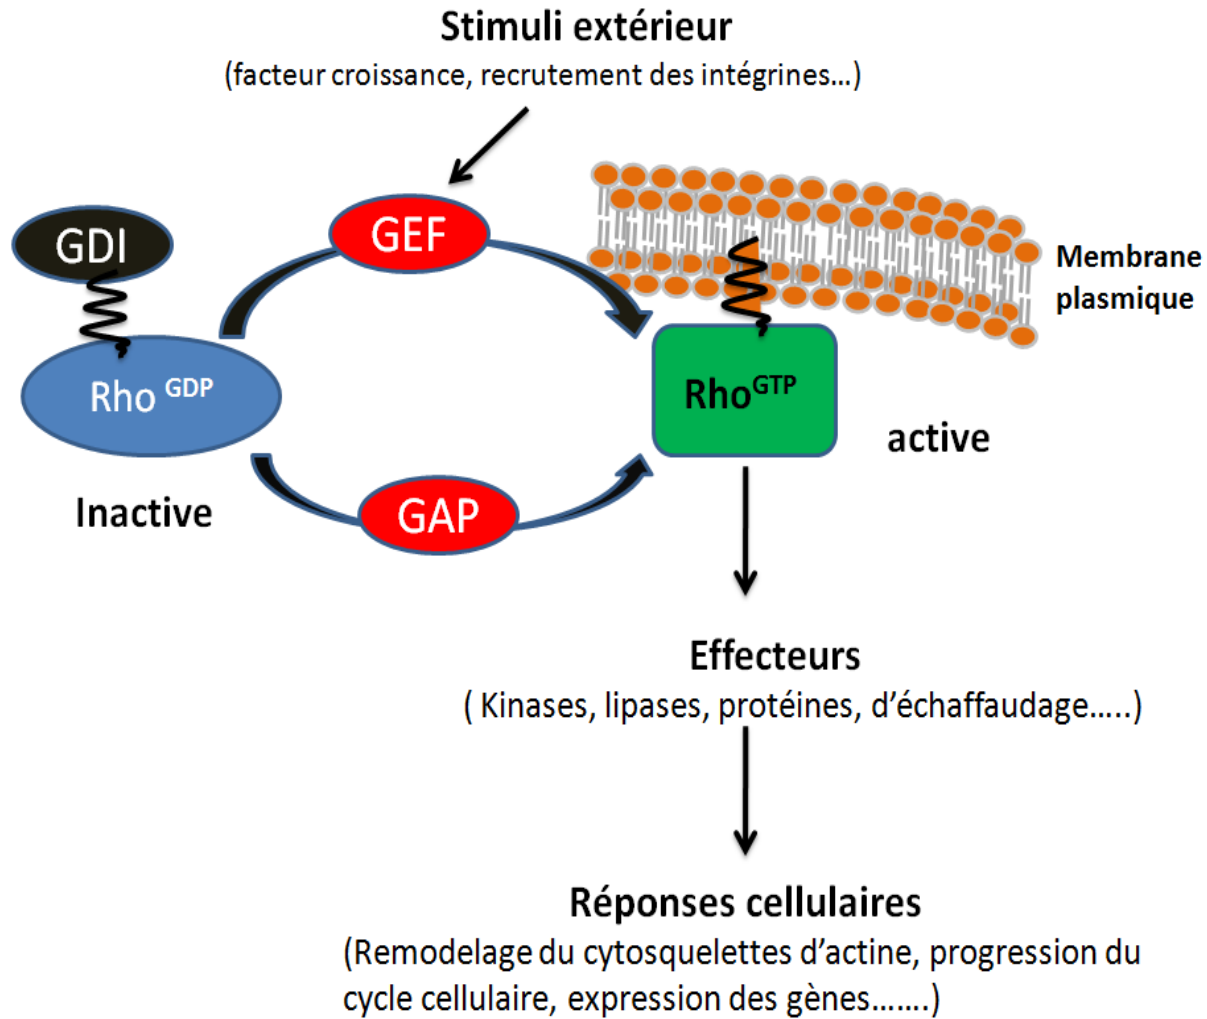 Stimuli extérieur
(facteur croissance, recrutement des intégrines…)
GEF
GDI
Membrane
plasmique
Rho GDP
RhoGTP
active
Inactive
GAP
Effecteurs
( Kinases, lipases, protéines, d’échaffaudage…..)
Réponses cellulaires
(Remodelage du cytosquelettes d’actine, progression du
cycle cellulaire, expression des gènes…….)